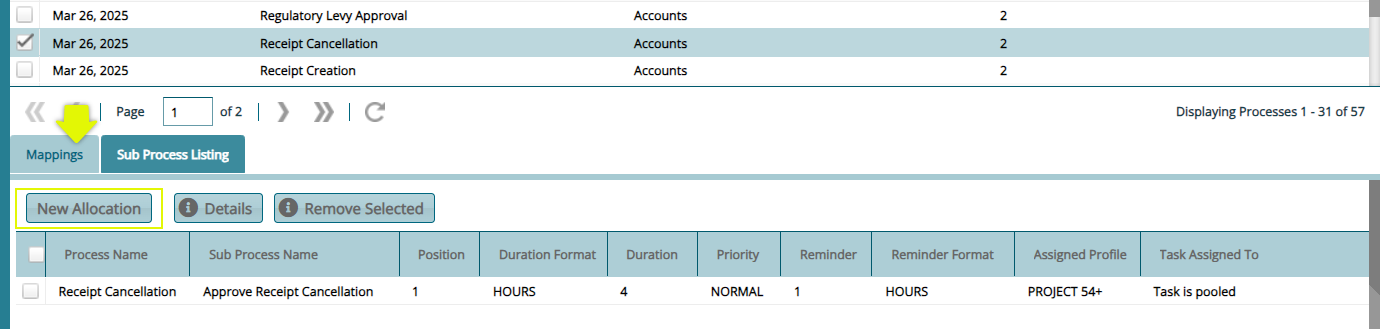 Mar 26, 2025 Regulatory Levy Approval Accounts 2
Mar 26, 2025 Receipt Cancellation Accounts 2
Mar 26, 2025 Receipt Creation Accounts 2
Page 1 of 2 Displaying Processes 1 - 31 of 57
Mappings Sub Process Listing
New Allocation Details Remove Selected
Process Name Sub Process Name Position Duration Format Duration Priority Reminder Reminder Format Assigned Profile Task Assigned To
Receipt Cancellation Approve Receipt Cancellation 1 HOURS 4 NORMAL 1 HOURS PROJECT 54+ Task is pooled